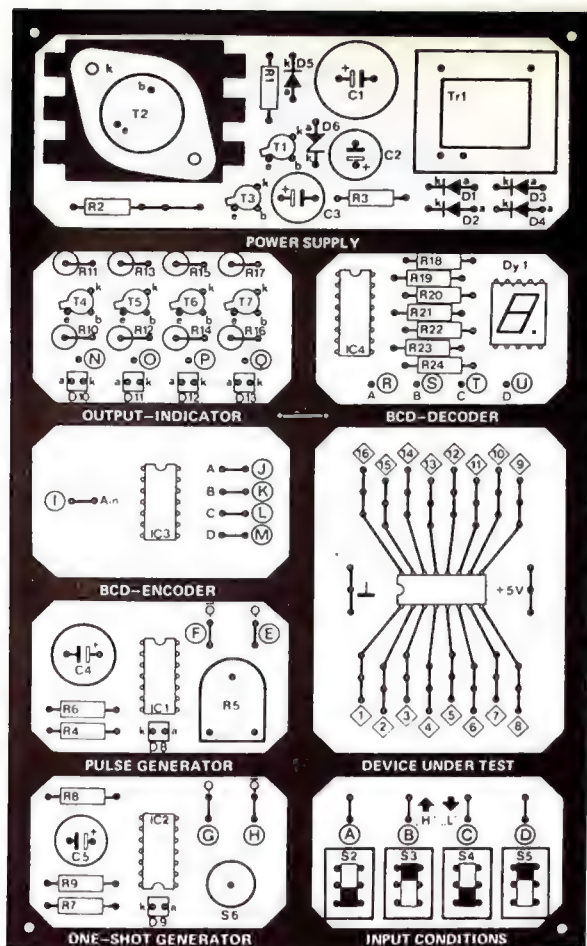 k
b
T2
e
R1
k D5
a
+ C1
Tr1
k
T1
e b
a D6
k
C2
+
R2
k
T3
e b
+
C3
R3
k a D1
k a D2
k a D3
k a D4
POWER SUPPLY
R11 R13 R15 R17
k k k k
T4 T5 T6 T7
e b e b e b e b
R10 R12 R14 R16
N O P Q
a k a k a k a k
D10 D11 D12 D13
OUTPUT-INDICATOR
R18
R19
R20
R21
R22
R23
R24
IC4
Dy 1
R S T U
A B C D
BCD-DECODER
I A in
IC3
A J
B K
C L
D M
BCD-ENCODER
16 15 14 13 12 11 10 9
+5V
1 2 3 4 5 6 7 8
DEVICE UNDER TEST
F E
C4 +
IC1
R5
R6
R4
k a
D8
PULSE GENERATOR
R8
IC2
G H
C5 +
R9
R7
S6
k a
D9
ONE-SHOT GENERATOR
"H" "L"
A B C D
S2 S3 S4 S5
INPUT CONDITIONS